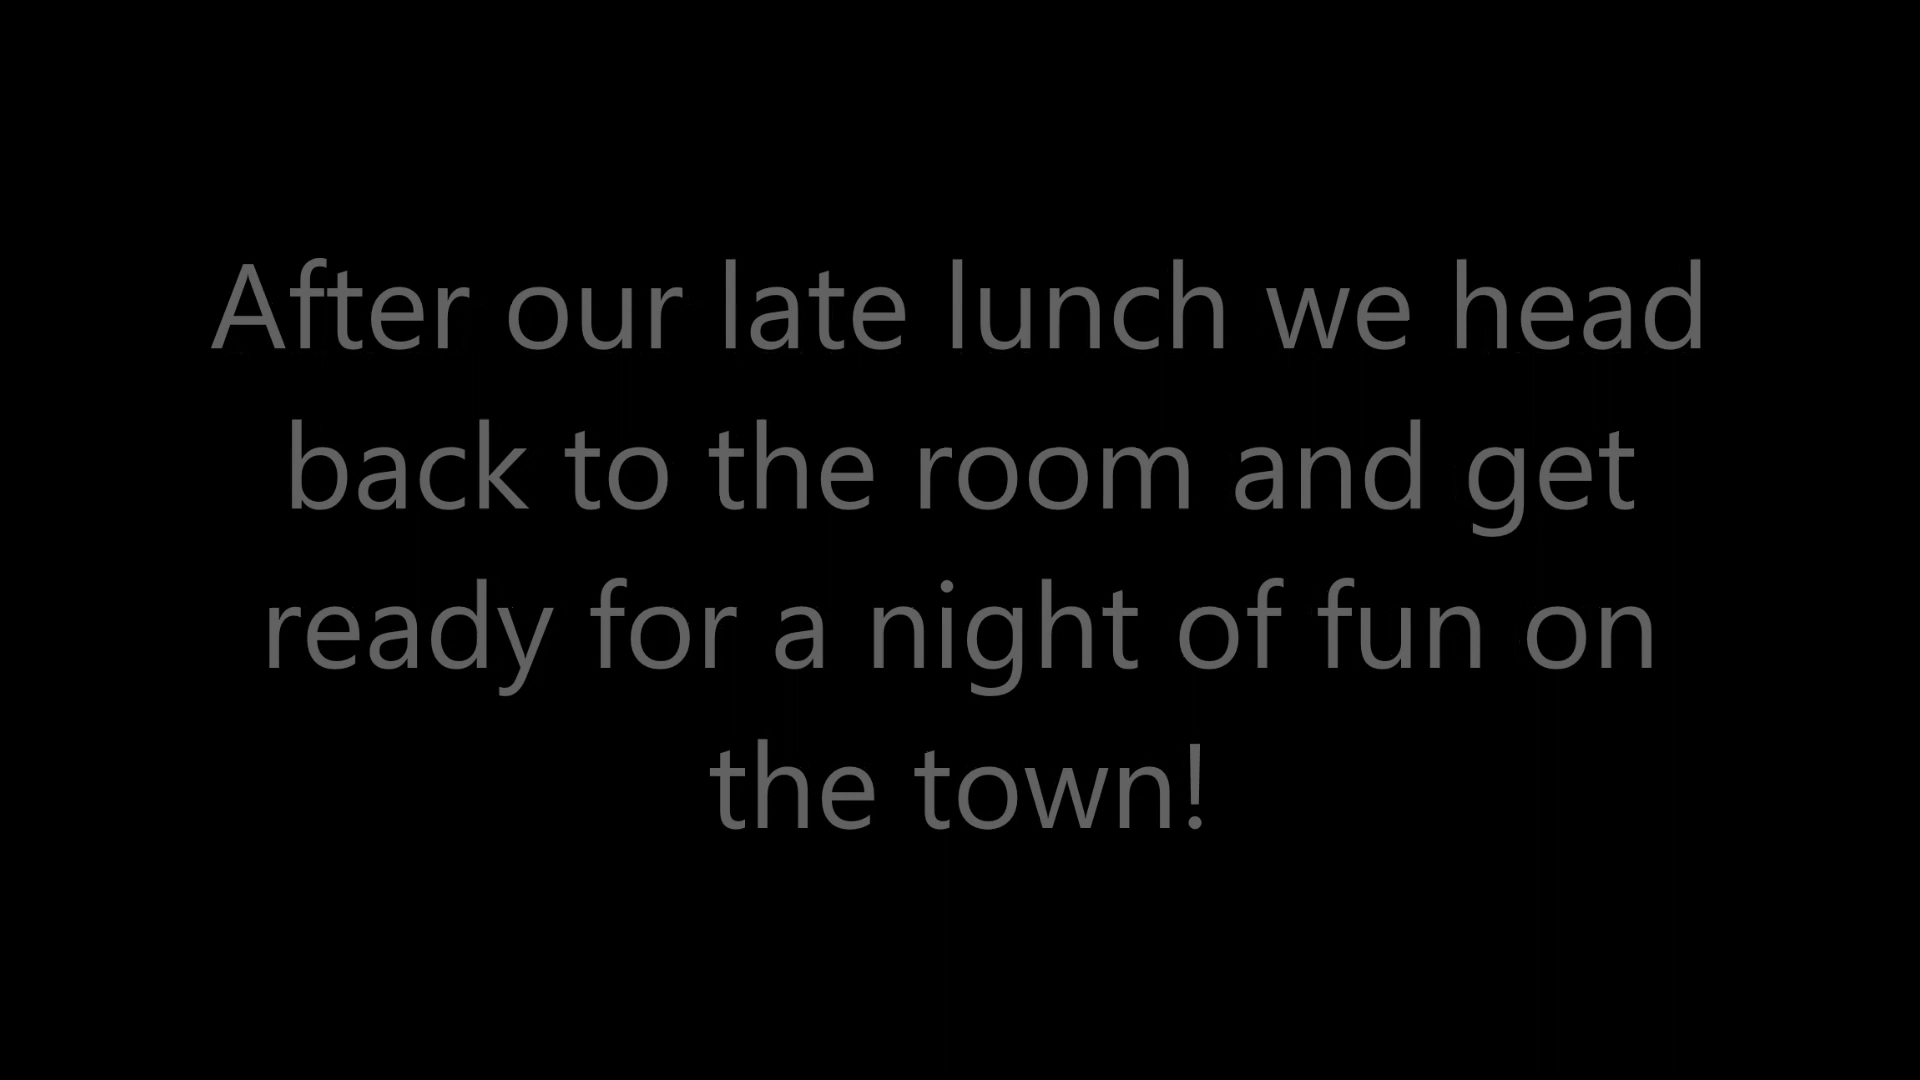 After our late lunch we head
back to the room and get
ready for a night of fun on
the town!